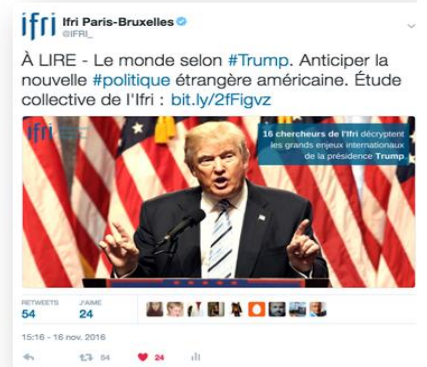 ifri
Ifri Paris-Bruxelles
@IFRI_
À LIRE - Le monde selon #Trump. Anticiper la
nouvelle #politique étrangère américaine. Étude
collective de l'Ifri : bit.ly/2fFigvz
ifri
16 chercheurs de l'Ifri décryptent
les grands enjeux internationaux
de la présidence Trump
RETWEETS
54
J'AIME
24
15:16 - 16 nov. 2016
54
24